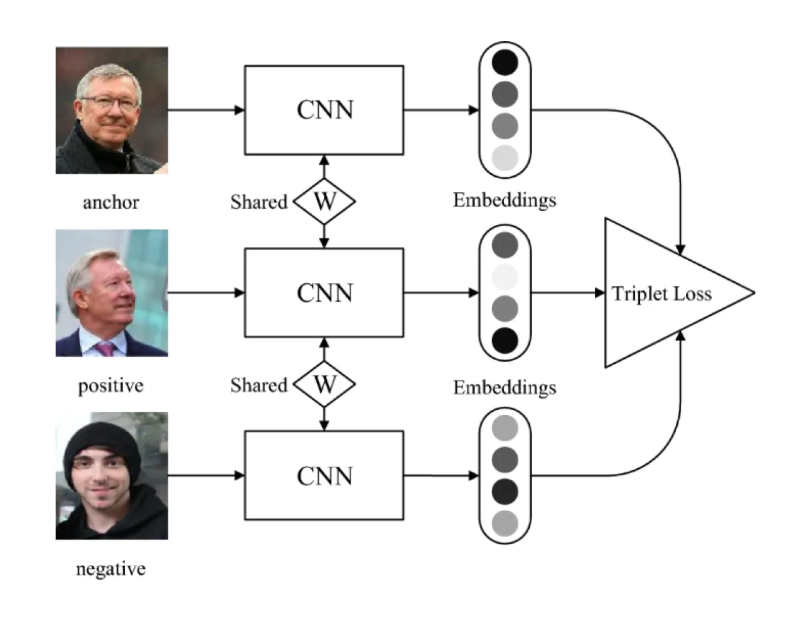 CNN
anchor
Shared
W
Embeddings
CNN
Triplet Loss
positive
Shared
W
Embeddings
CNN
negative